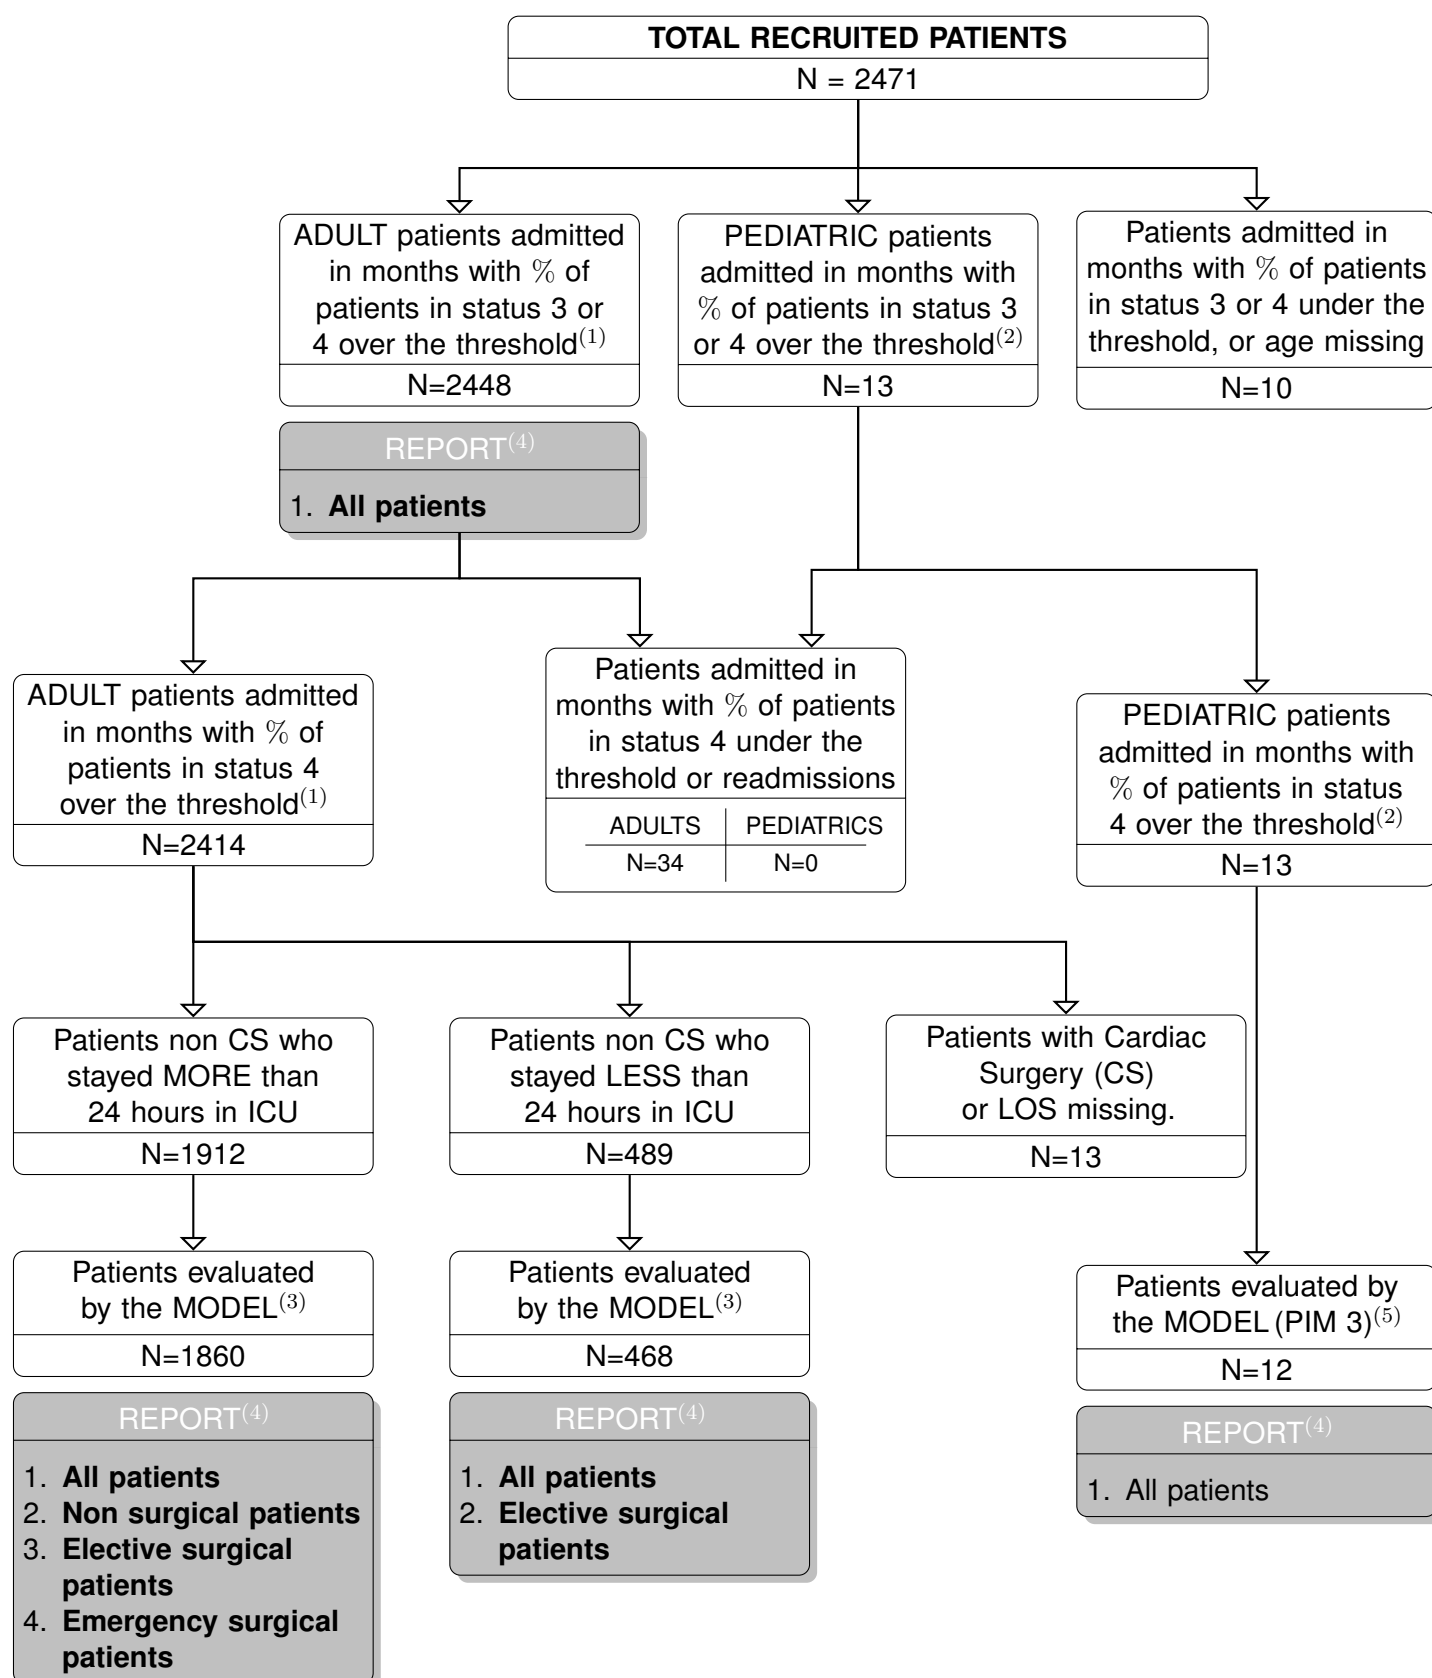 TOTAL RECRUITED PATIENTS
N = 2471
ADULT patients admitted
in months with % of
patients in status 3 or
4 over the threshold(1)
N=2448
PEDIATRIC patients
admitted in months with
% of patients in status 3
or 4 over the threshold(2)
N=13
Patients admitted in
months with % of patients
in status 3 or 4 under the
threshold, or age missing
N=10
REPORT(4)
1. All patients
ADULT patients admitted
in months with % of
patients in status 4
over the threshold(1)
N=2414
Patients admitted in
months with % of patients
in status 4 under the
threshold or readmissions
ADULTS PEDIATRICS
N=34 N=0
PEDIATRIC patients
admitted in months with
% of patients in status
4 over the threshold(2)
N=13
Patients non CS who
stayed MORE than
24 hours in ICU
N=1912
Patients non CS who
stayed LESS than
24 hours in ICU
N=489
Patients with Cardiac
Surgery (CS)
or LOS missing.
N=13
Patients evaluated
by the MODEL(3)
N=1860
Patients evaluated
by the MODEL(3)
N=468
Patients evaluated by
the MODEL (PIM 3)(5)
N=12
REPORT(4)
1. All patients
2. Non surgical patients
3. Elective surgical
patients
4. Emergency surgical
patients
REPORT(4)
1. All patients
2. Elective surgical
patients
REPORT(4)
1. All patients